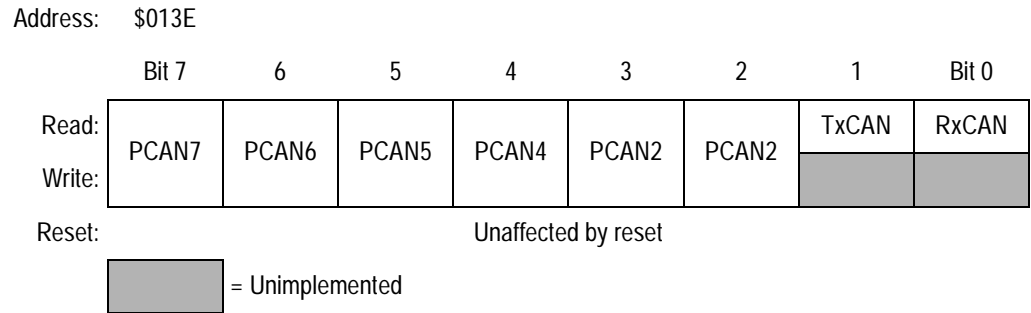 Address: $013E
Bit 7 6 5 4 3 2 1 Bit 0
Read: TxCAN RxCAN
PCAN7 PCAN6 PCAN5 PCAN4 PCAN2 PCAN2
Write:
Reset: Unaffected by reset
= Unimplemented